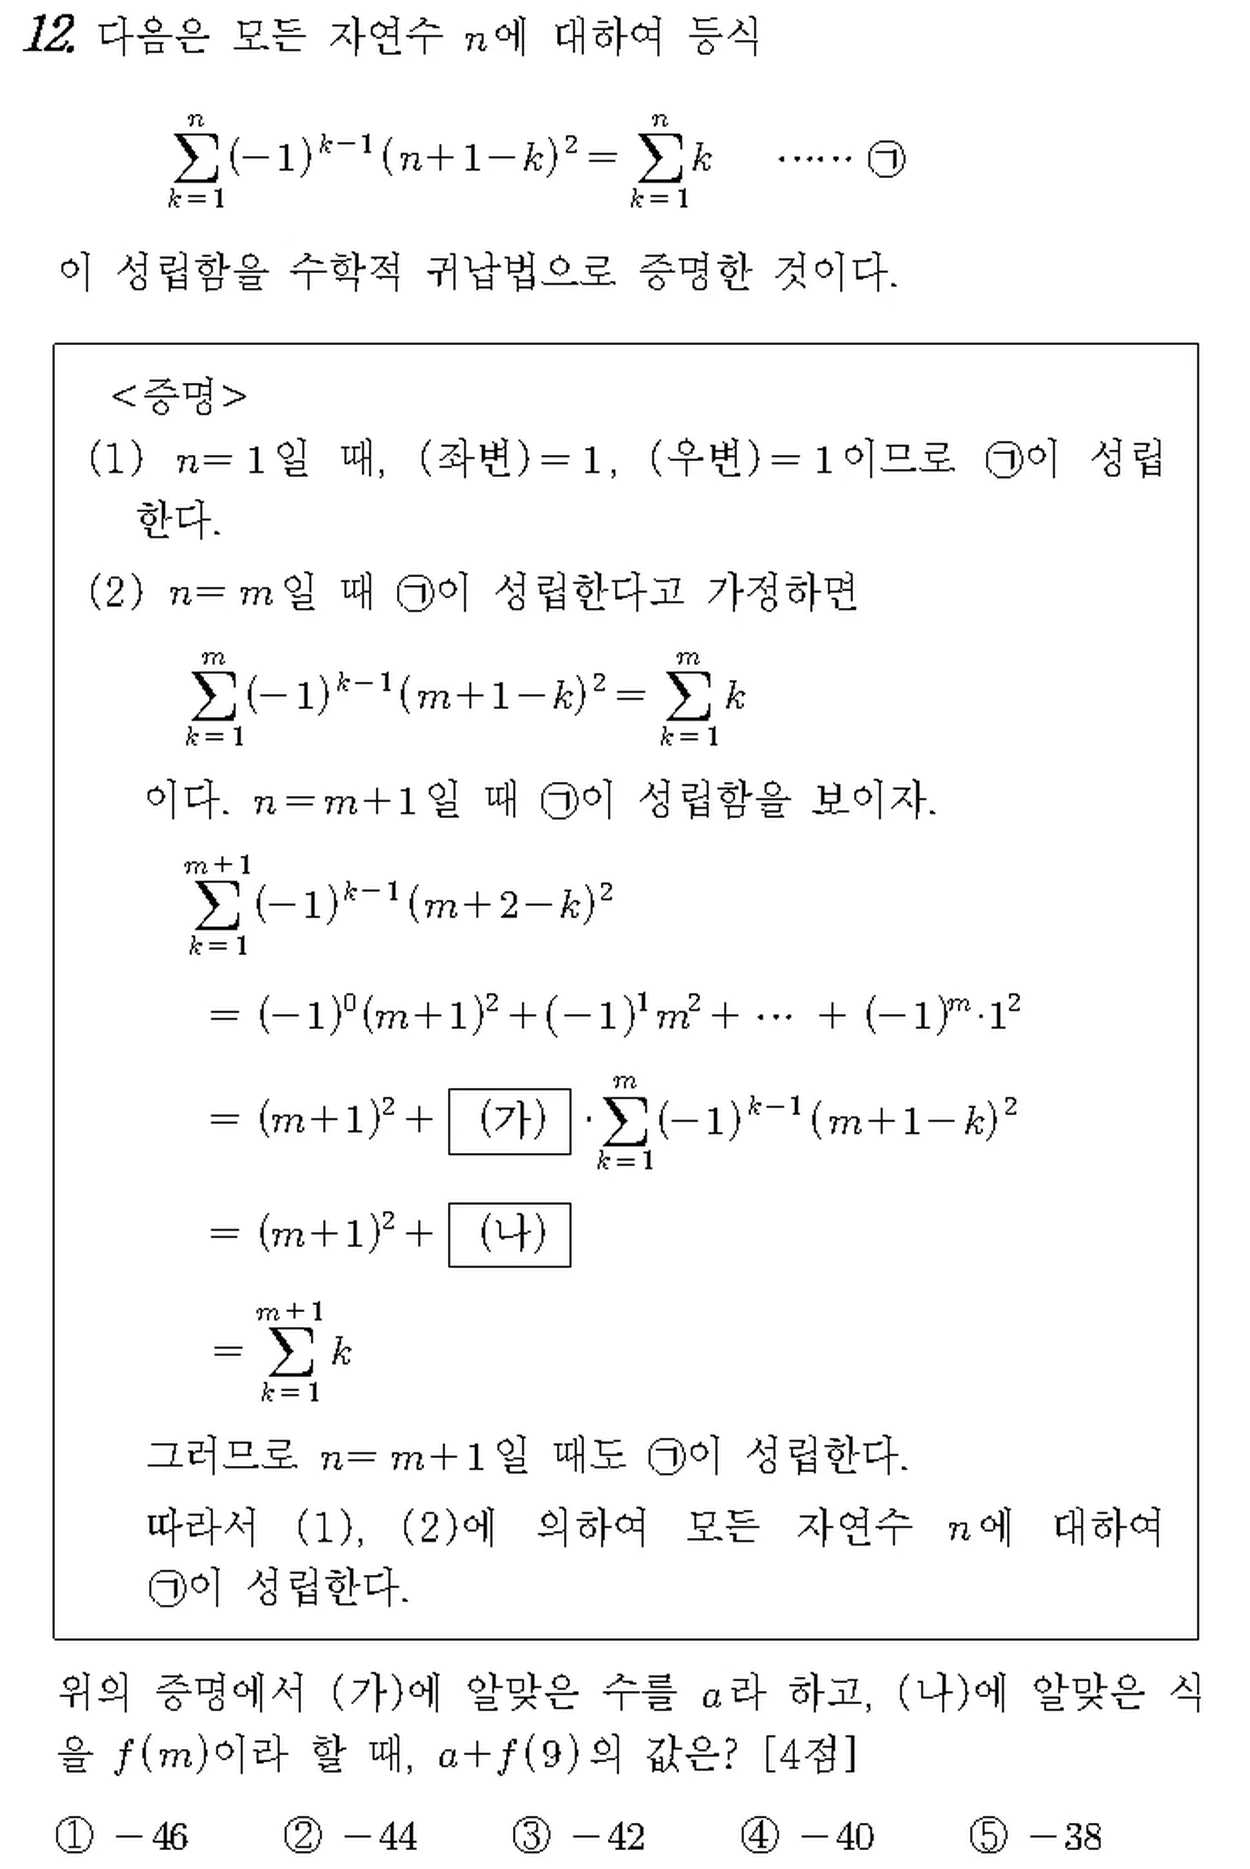 12. 다음은 모든 자연수 n에 대하여 등식
\sum_{k=1}^{n}(-1)^{k-1}(n+1-k)^2 = \sum_{k=1}^{n}k ⋯⋯ ㉠
이 성립함을 수학적 귀납법으로 증명한 것이다.
<증명>
(1) n=1일 때, (좌변)=1, (우변)=1이므로 ㉠이 성립
한다.
(2) n=m일 때 ㉠이 성립한다고 가정하면
\sum_{k=1}^{m}(-1)^{k-1}(m+1-k)^2 = \sum_{k=1}^{m}k
이다. n=m+1일 때 ㉠이 성립함을 보이자.
\sum_{k=1}^{m+1}(-1)^{k-1}(m+2-k)^2
= (-1)^0(m+1)^2+(-1)^1m^2+ ⋯ + (-1)^m·1^2
= (m+1)^2+ (가) ·\sum_{k=1}^{m}(-1)^{k-1}(m+1-k)^2
= (m+1)^2+ (나)
= \sum_{k=1}^{m+1}k
그러므로 n=m+1일 때도 ㉠이 성립한다.
따라서 (1), (2)에 의하여 모든 자연수 n에 대하여
㉠이 성립한다.
위의 증명에서 (가)에 알맞은 수를 a라 하고, (나)에 알맞은 식
을 f(m)이라 할 때, a+f(9)의 값은? [4점]
① -46 ② -44 ③ -42 ④ -40 ⑤ -38